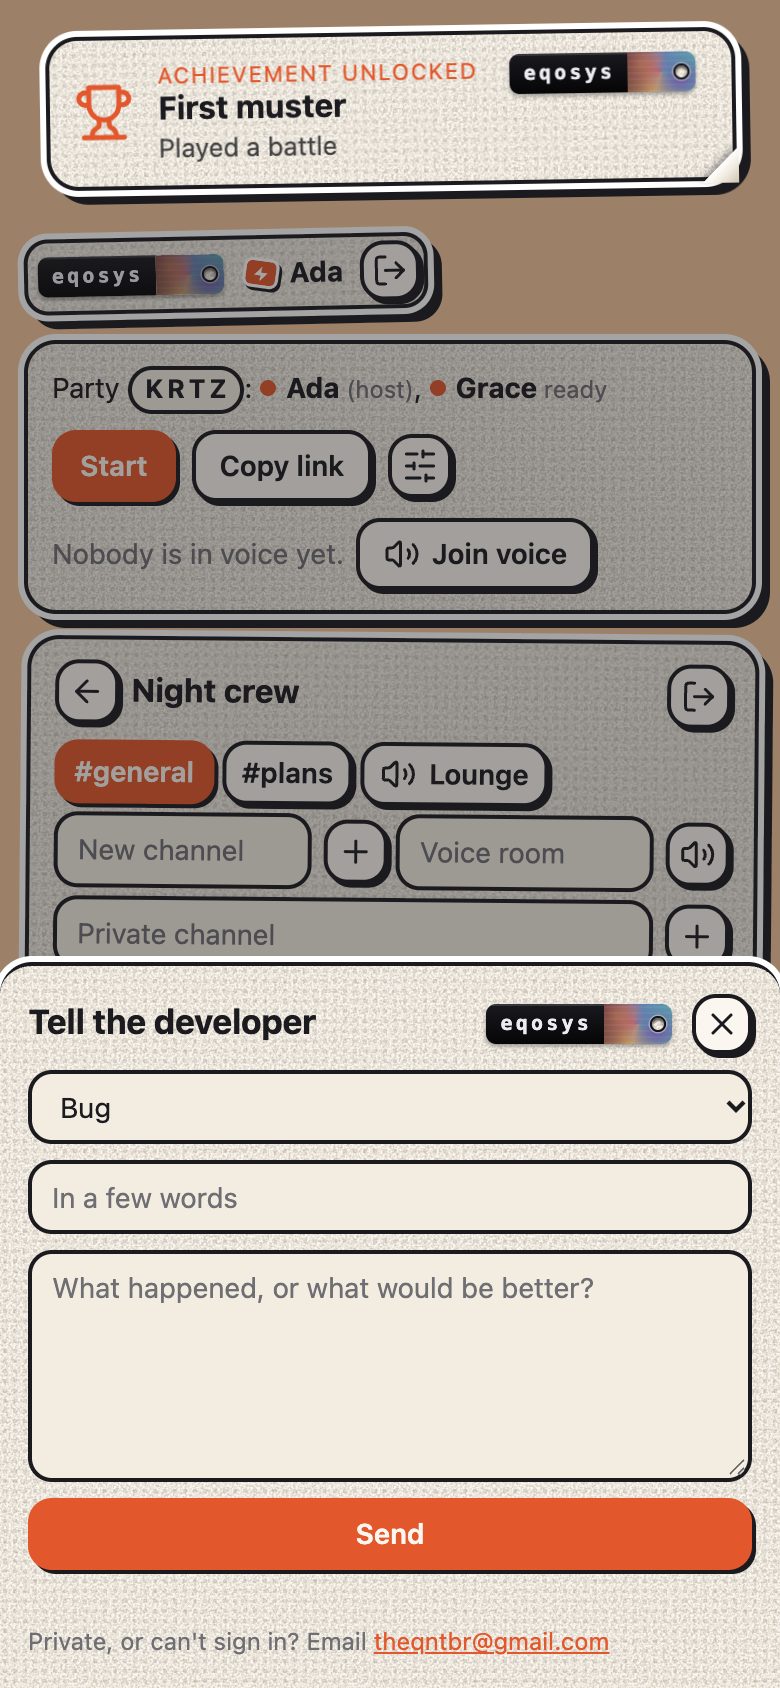 ACHIEVEMENT UNLOCKED
eqosys
First muster
Played a battle
eqosys Ada
Party KRTZ: Ada (host), Grace ready
Start Copy link
Nobody is in voice yet. Join voice
Night crew
#general #plans Lounge
New channel Voice room
Private channel
Tell the developer eqosys
Bug
In a few words
What happened, or what would be better?
Send
Private, or can't sign in? Email theqntbr@gmail.com